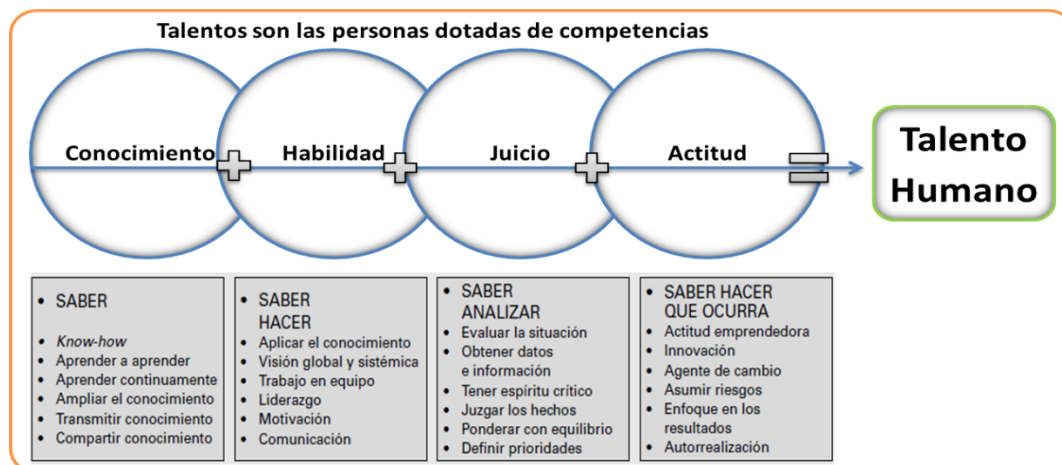 Talentos son las personas dotadas de competencias
Conocimiento
Habilidad
Juicio
Actitud
Talento
Humano
• SABER
• Know-how
• Aprender a aprender
• Aprender continuamente
• Ampliar el conocimiento
• Transmitir conocimiento
• Compartir conocimiento
• SABER
HACER
• Aplicar el conocimiento
• Visión global y sistémica
• Trabajo en equipo
• Liderazgo
• Motivación
• Comunicación
• SABER
ANALIZAR
• Evaluar la situación
• Obtener datos
e información
• Tener espíritu crítico
• Juzgar los hechos
• Ponderar con equilibrio
• Definir prioridades
• SABER HACER
QUE OCURRA
• Actitud emprendedora
• Innovación
• Agente de cambio
• Asumir riesgos
• Enfoque en los
resultados
• Autorrealización